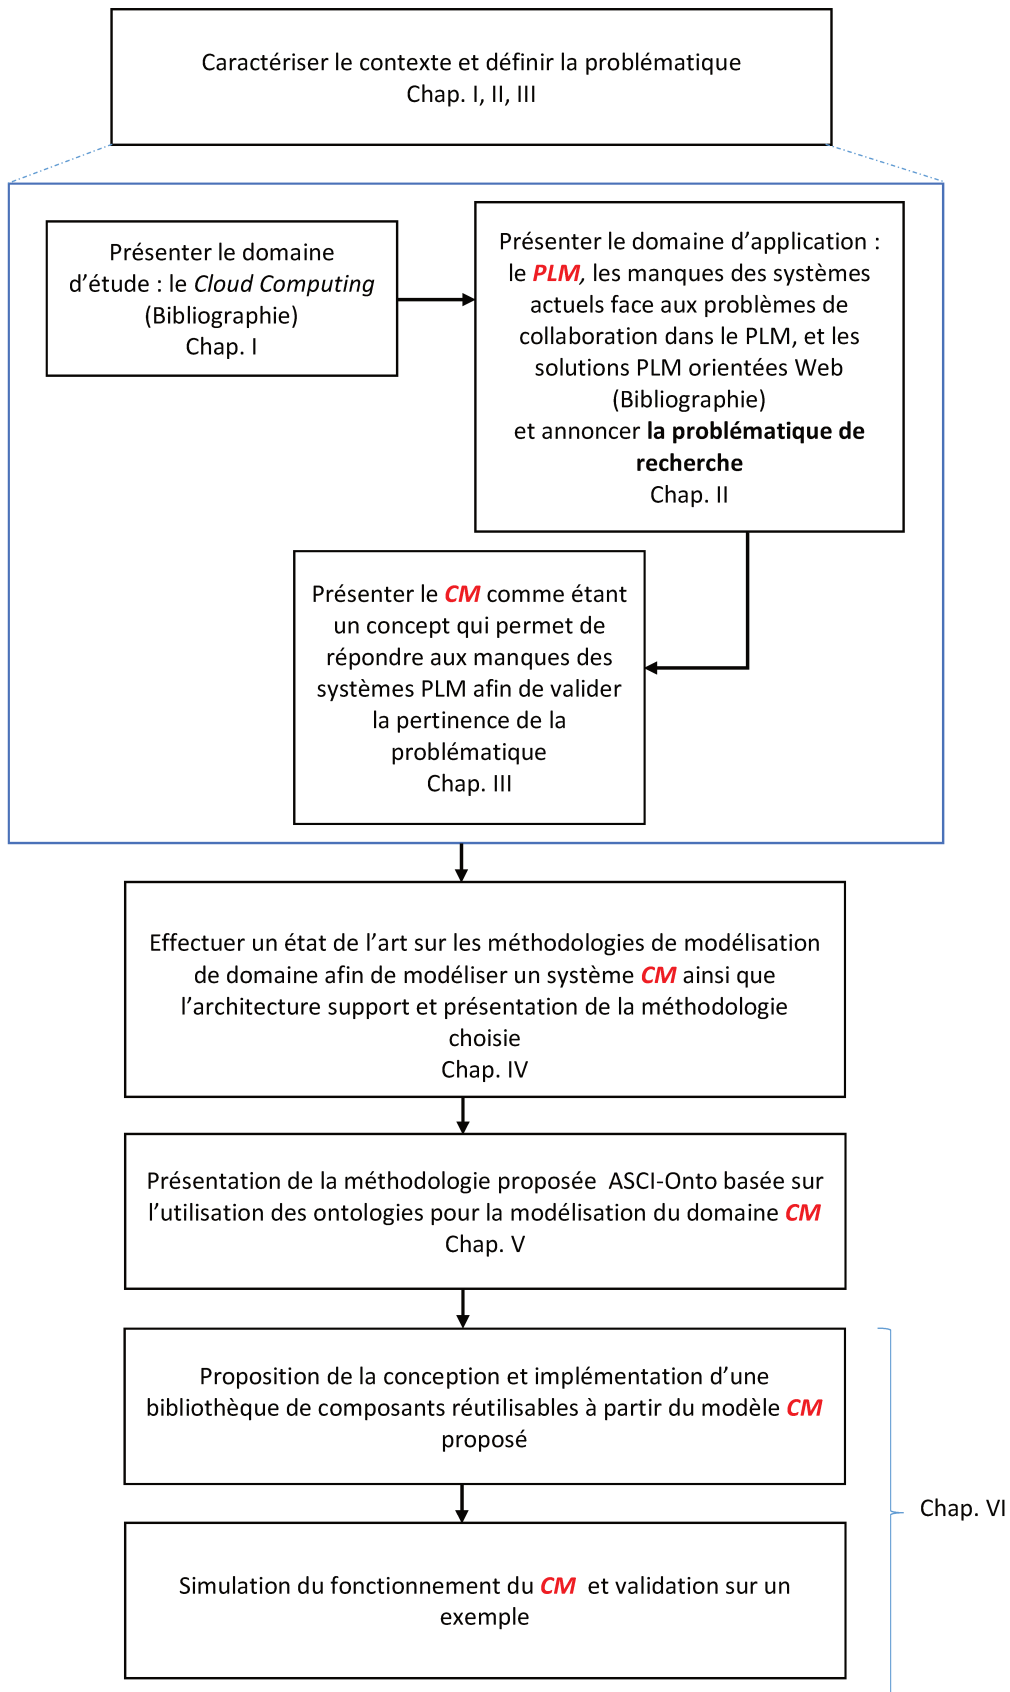 Caractériser le contexte et définir la problématique
Chap. I, II, III
Présenter le domaine
d’étude : le Cloud Computing
(Bibliographie)
Chap. I
Présenter le domaine d’application :
le PLM, les manques des systèmes
actuels face aux problèmes de
collaboration dans le PLM, et les
solutions PLM orientées Web
(Bibliographie)
et annoncer la problématique de
recherche
Chap. II
Présenter le CM comme étant
un concept qui permet de
répondre aux manques des
systèmes PLM afin de valider
la pertinence de la
problématique
Chap. III
Effectuer un état de l’art sur les méthodologies de modélisation
de domaine afin de modéliser un système CM ainsi que
l’architecture support et présentation de la méthodologie
choisie
Chap. IV
Présentation de la méthodologie proposée  ASCI-Onto basée sur
l’utilisation des ontologies pour la modélisation du domaine CM
Chap. V
Proposition de la conception et implémentation d’une
bibliothèque de composants réutilisables à partir du modèle CM
proposé
Chap. VI
Simulation du fonctionnement du CM  et validation sur un
exemple